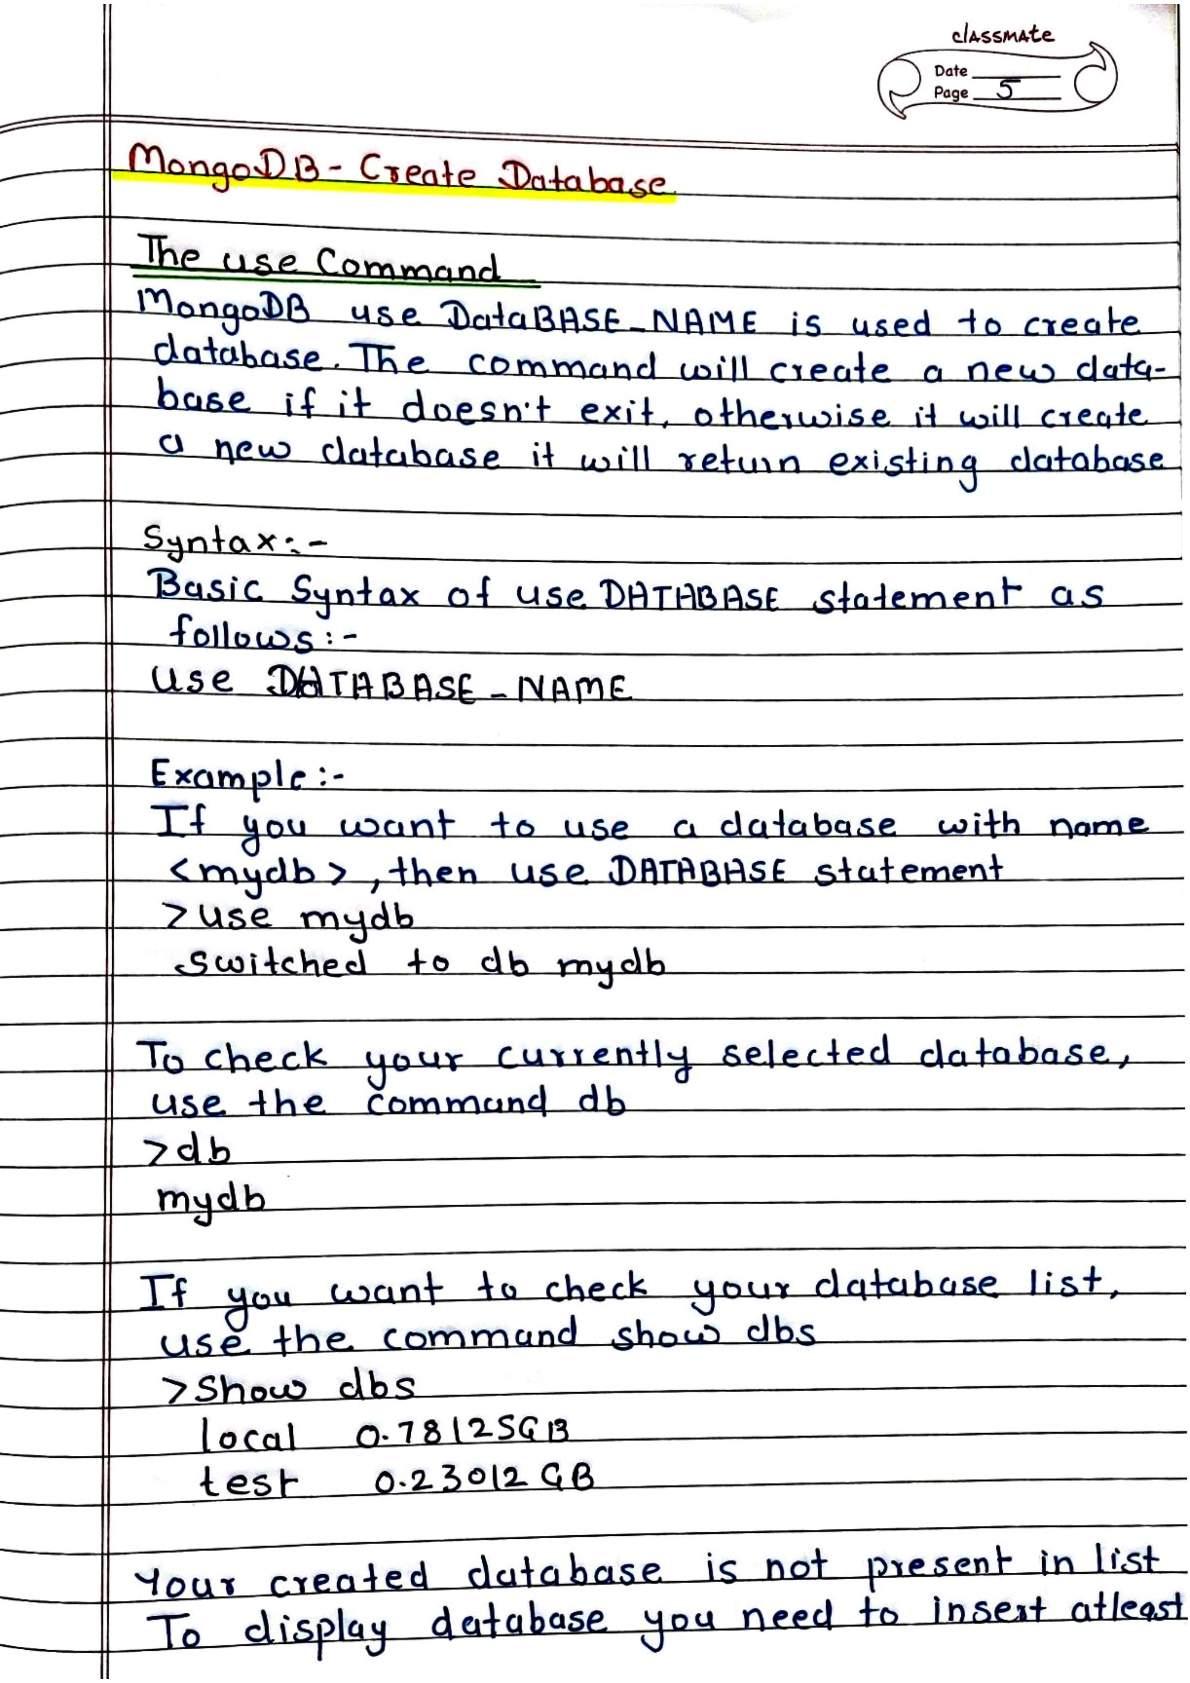 classmate
Date
Page 5
MongoDB - Create Database
The use Command
MongoDB use DataBASE_NAME is used to create
database. The command will create a new data-
base if it doesn't exit, otherwise it will create
a new database it will return existing database
Syntax:-
Basic Syntax of use DATABASE statement as
follows:-
use DATABASE_NAME
Example:-
If you want to use a database with name
<mydb>, then use DATABASE statement
>use mydb
switched to db mydb
To check your currently selected database,
use the command db
>db
mydb
If you want to check your database list,
use the command show dbs
>Show dbs
local 0.78125GB
test 0.23012GB
Your created database is not present in list
To display database you need to insert atleast